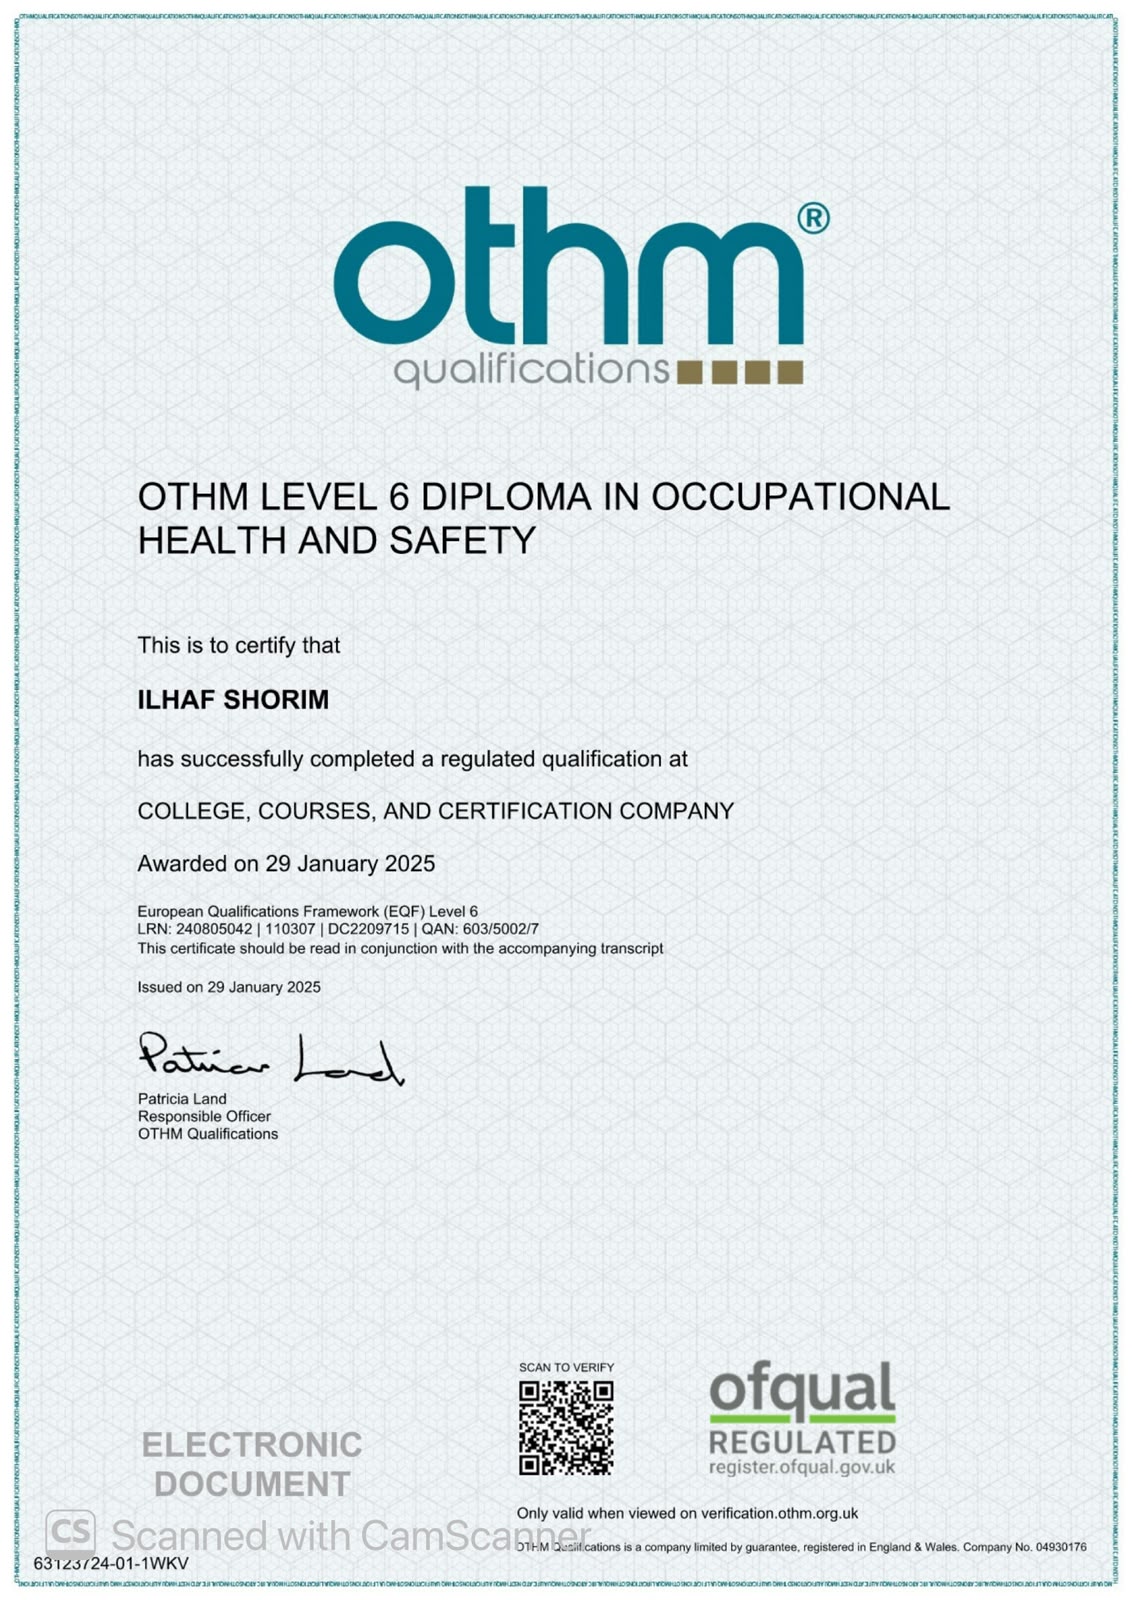 othm®
qualifications
OTHM LEVEL 6 DIPLOMA IN OCCUPATIONAL
HEALTH AND SAFETY
This is to certify that
ILHAF SHORIM
has successfully completed a regulated qualification at
COLLEGE, COURSES, AND CERTIFICATION COMPANY
Awarded on 29 January 2025
European Qualifications Framework (EQF) Level 6
LRN: 240805042 | 110307 | DC2209715 | QAN: 603/5002/7
This certificate should be read in conjunction with the accompanying transcript
Issued on 29 January 2025
Patricia Land
Patricia Land
Responsible Officer
OTHM Qualifications
SCAN TO VERIFY
ofqual
REGULATED
register.ofqual.gov.uk
ELECTRONIC
DOCUMENT
Only valid when viewed on verification.othm.org.uk
CS Scanned with CamScanner
OTHM Qualifications is a company limited by guarantee, registered in England & Wales. Company No. 04930176
63123724-01-1WKV